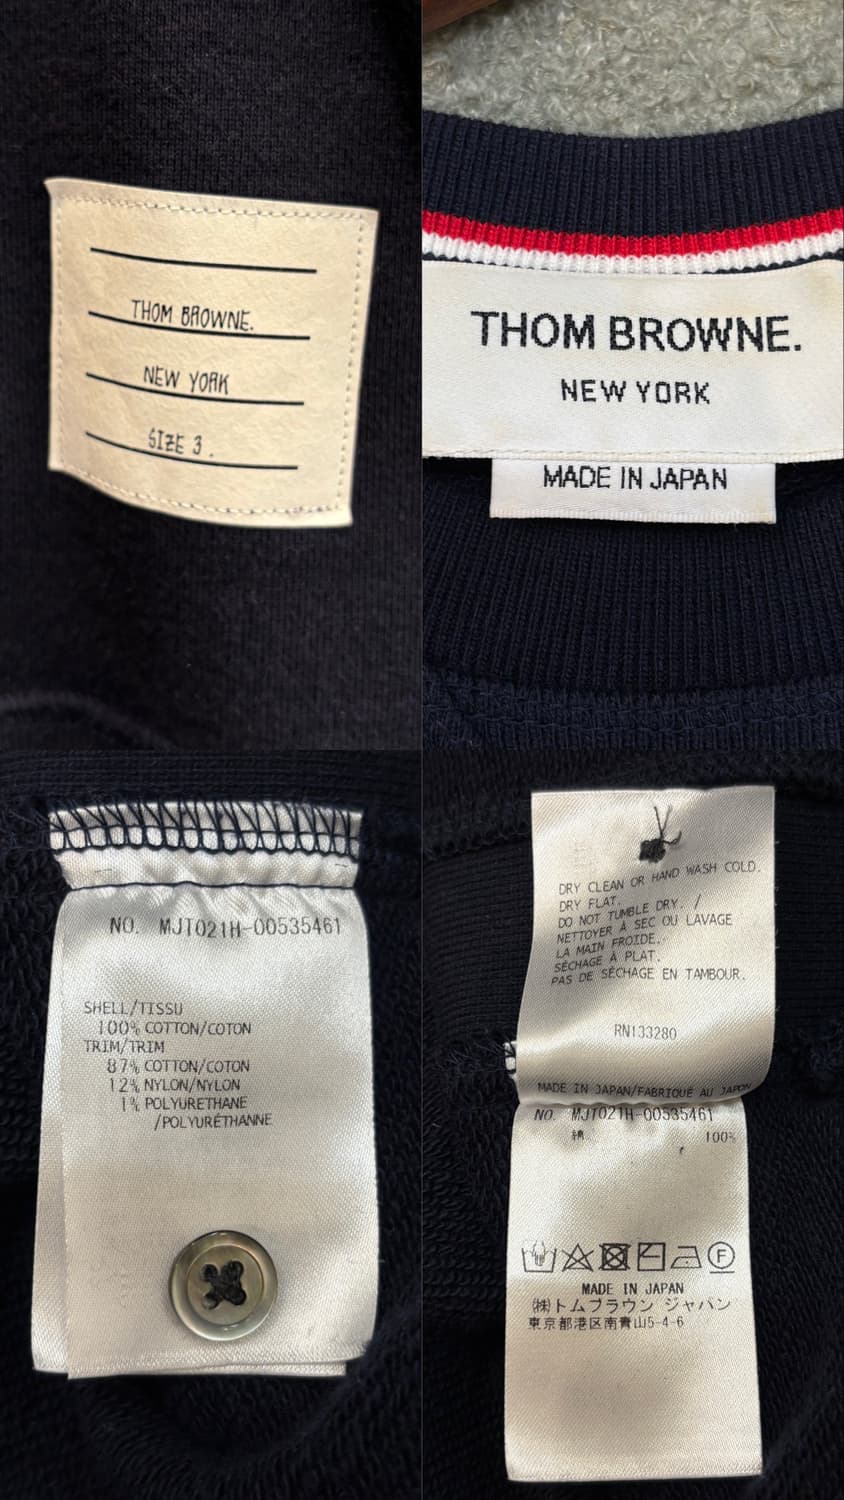 THOM BROWNE.
NEW YORK
SIZE 3 .
THOM BROWNE.
NEW YORK
MADE IN JAPAN
NO. MJT021H-00535461
SHELL/TISSU
100% COTTON/COTON
TRIM/TRIM
87% COTTON/COTON
12% NYLON/NYLON
1% POLYURETHANE
/POLYURÉTHANNE
DRY CLEAN OR HAND WASH COLD.
DRY FLAT.
DO NOT TUMBLE DRY. /
NETTOYER À SEC OU LAVAGE
LA MAIN FROIDE.
SÉCHAGE À PLAT.
PAS DE SÉCHAGE EN TAMBOUR.
RN133280
MADE IN JAPAN/FABRIQUÉ AU JAPON
NO. MJT021H-00535461
綿 100%
F
MADE IN JAPAN
㈱トムブラウン ジャパン
東京都港区南青山5-4-6